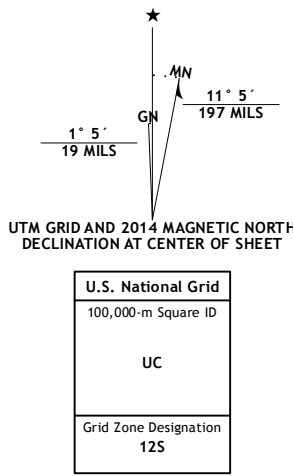 ★
MN
GN
11° 5´
197 MILS
1° 5´
19 MILS
UTM GRID AND 2014 MAGNETIC NORTH
DECLINATION AT CENTER OF SHEET
U.S. National Grid
100,000-m Square ID
UC
Grid Zone Designation
12S